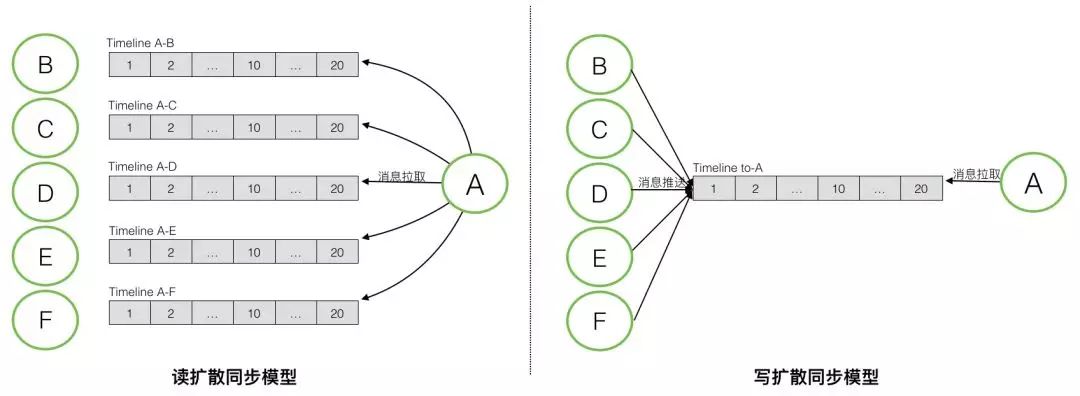 B
Timeline A-B
1 2 ... 10 ... 20
C
Timeline A-C
1 2 ... 10 ... 20
D
Timeline A-D
1 2 ... 10 ... 20
消息拉取
A
E
Timeline A-E
1 2 ... 10 ... 20
F
Timeline A-F
1 2 ... 10 ... 20
读扩散同步模型
B
C
D
E
F
消息推送
Timeline to-A
1 2 ... 10 ... 20
消息拉取
A
写扩散同步模型